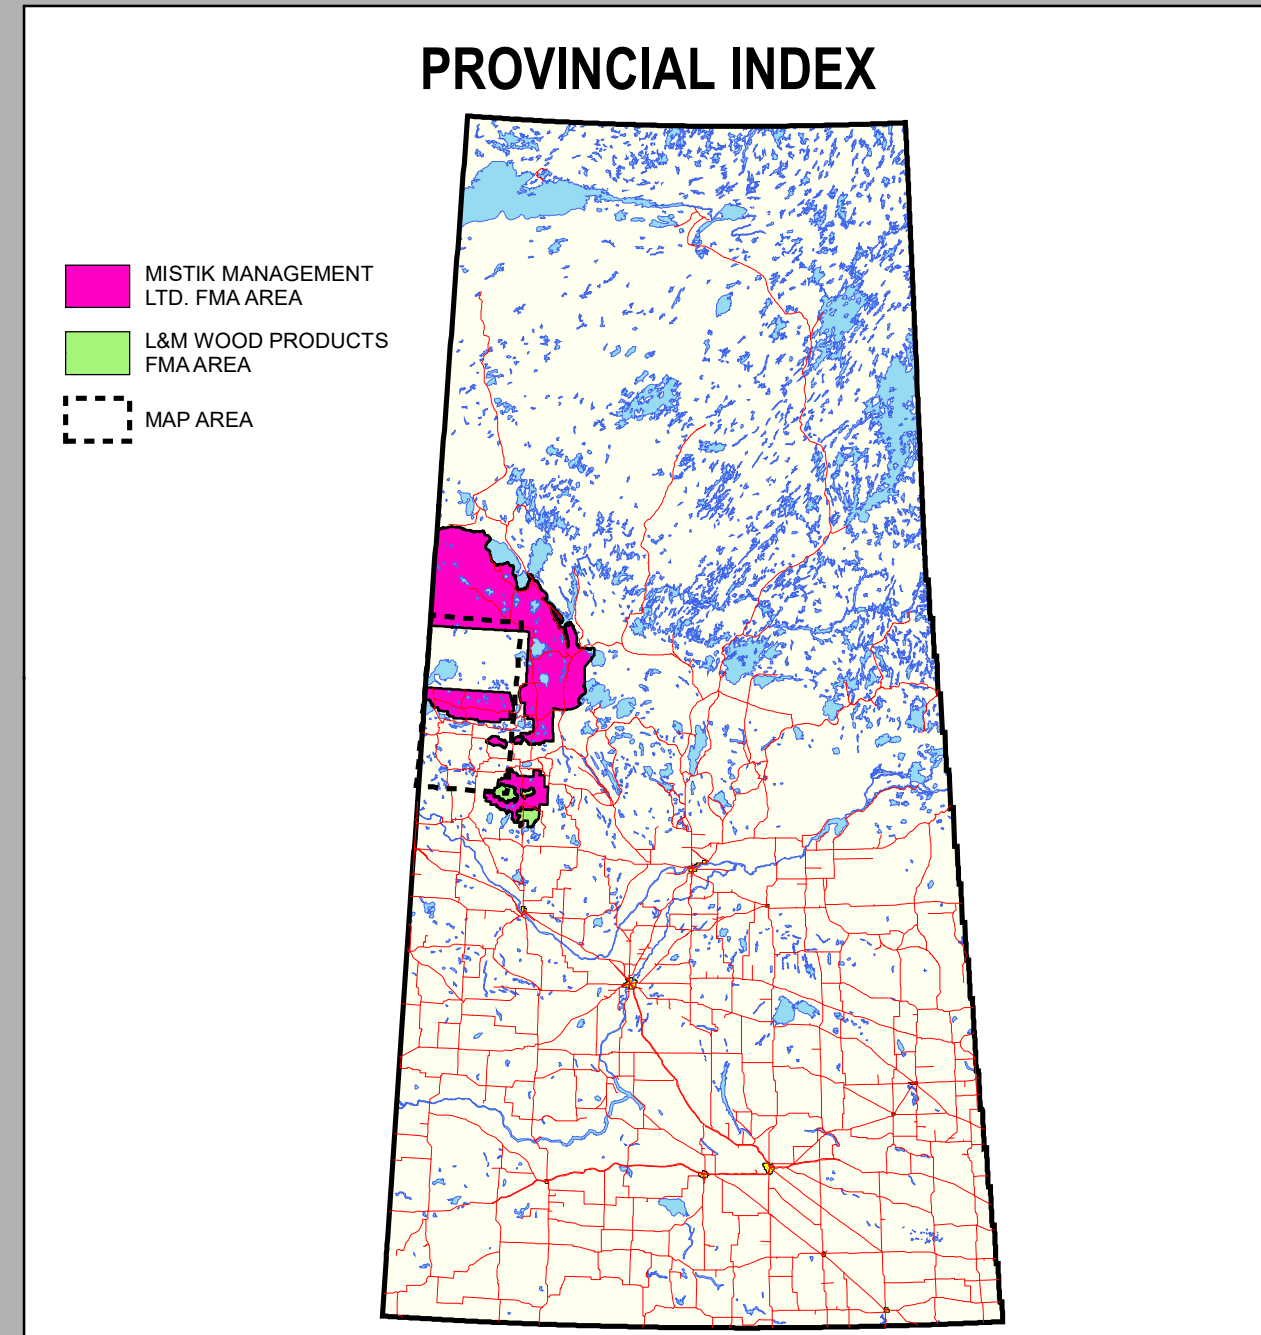 PROVINCIAL INDEX
MISTIK MANAGEMENT
LTD. FMA AREA
L&M WOOD PRODUCTS
FMA AREA
MAP AREA